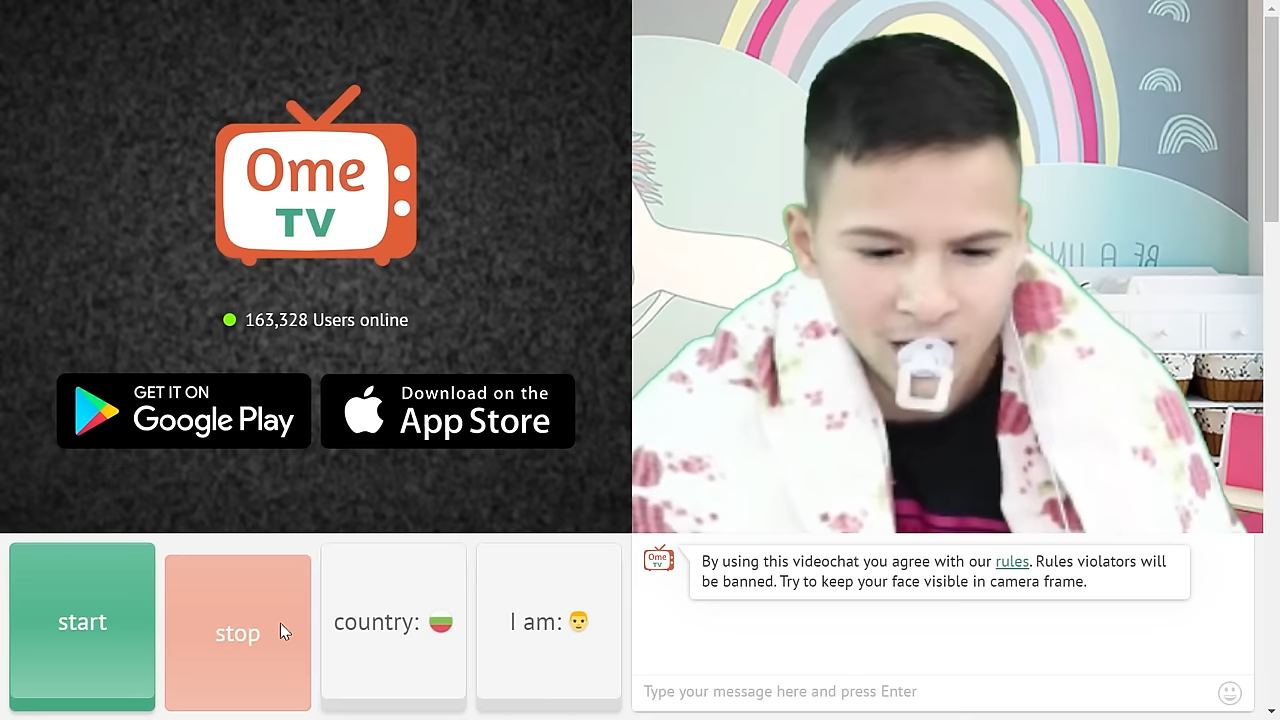 Ome
TV
163,328 Users online
GET IT ON
Google Play
Download on the
App Store
start
stop
country:
I am:
Ome
TV
By using this videochat you agree with our rules. Rules violators will
be banned. Try to keep your face visible in camera frame.
Type your message here and press Enter